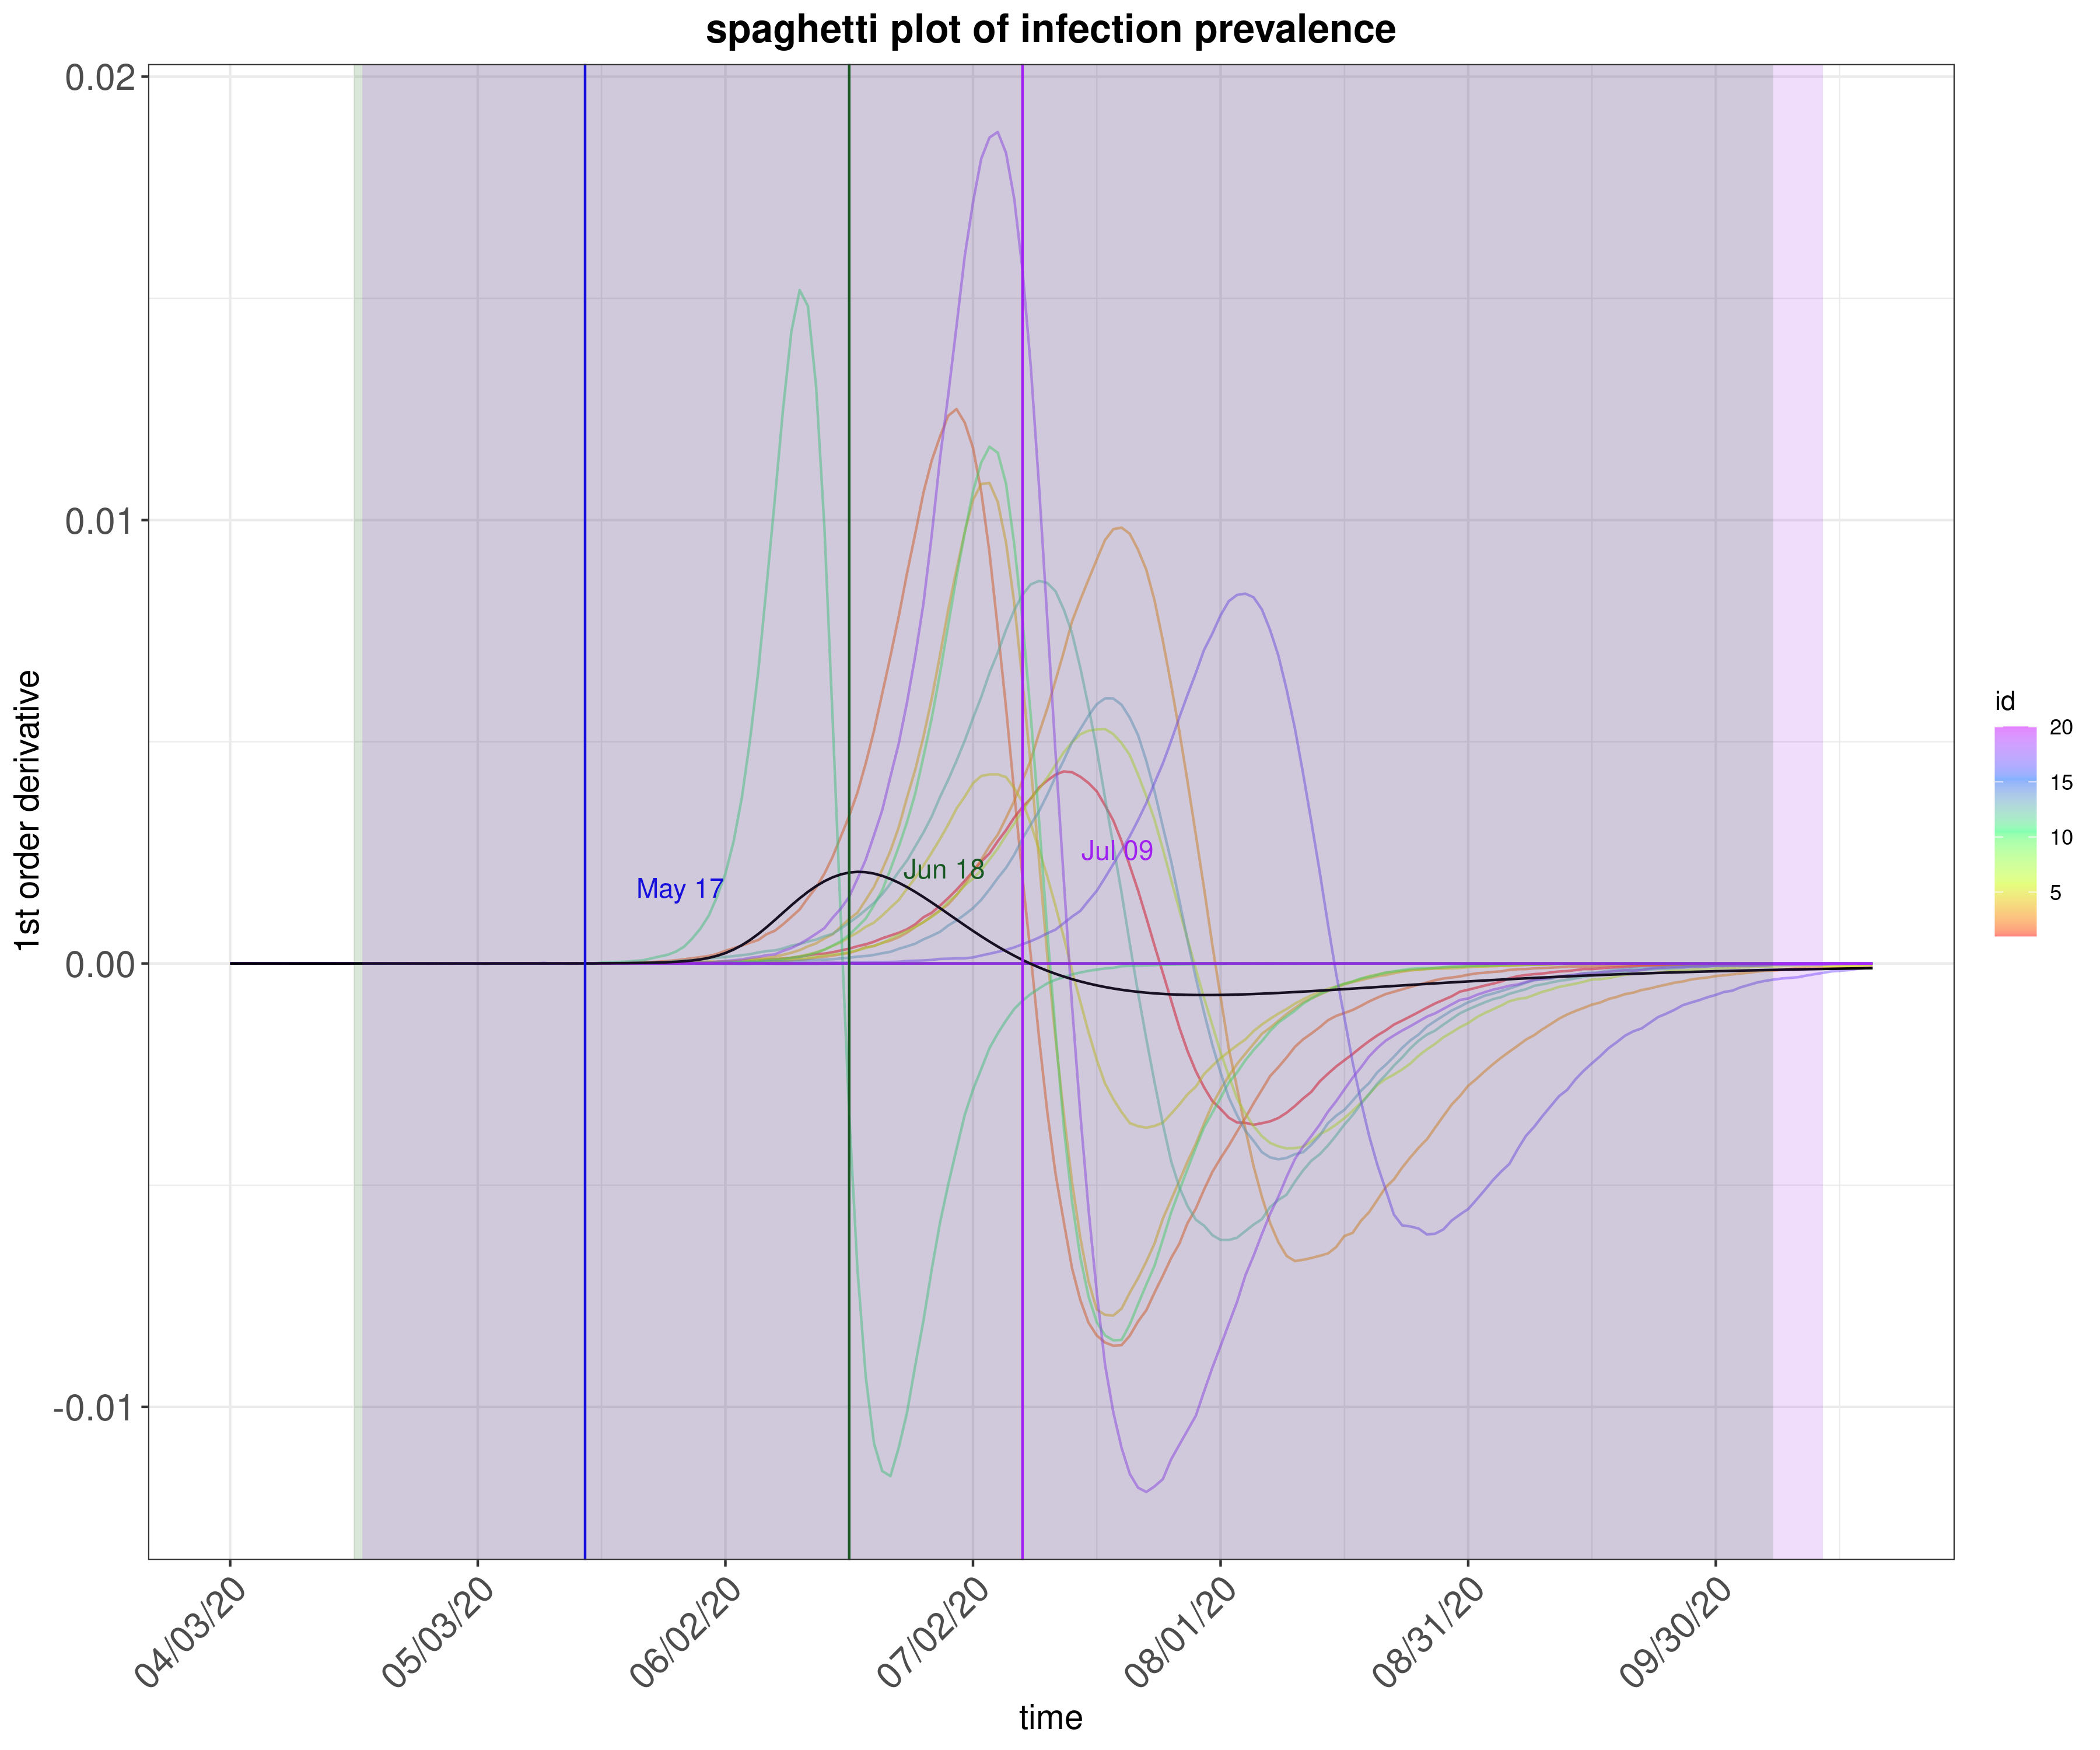 spaghetti plot of infection prevalence
0.02
0.01
0.00
-0.01
1st order derivative
May 17
Jun 18
Jul 09
04/03/20
05/03/20
06/02/20
07/02/20
08/01/20
08/31/20
09/30/20
time
id
20
15
10
5